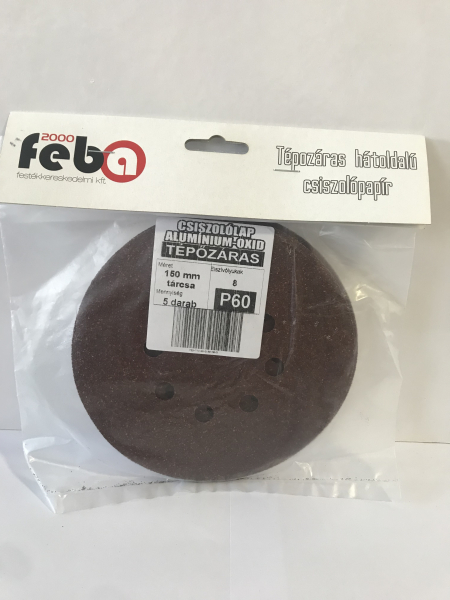 2000
feba
festékkereskedelmi kft.
Tépozáras hátoldalú
csiszolópapír
CSISZOLÓLAP
ALUMINIUM-OXID
TÉPŐZÁRAS
Méret
Elszívólyukak
150 mm
tárcsa
8
Mennyiség
5 darab
P60